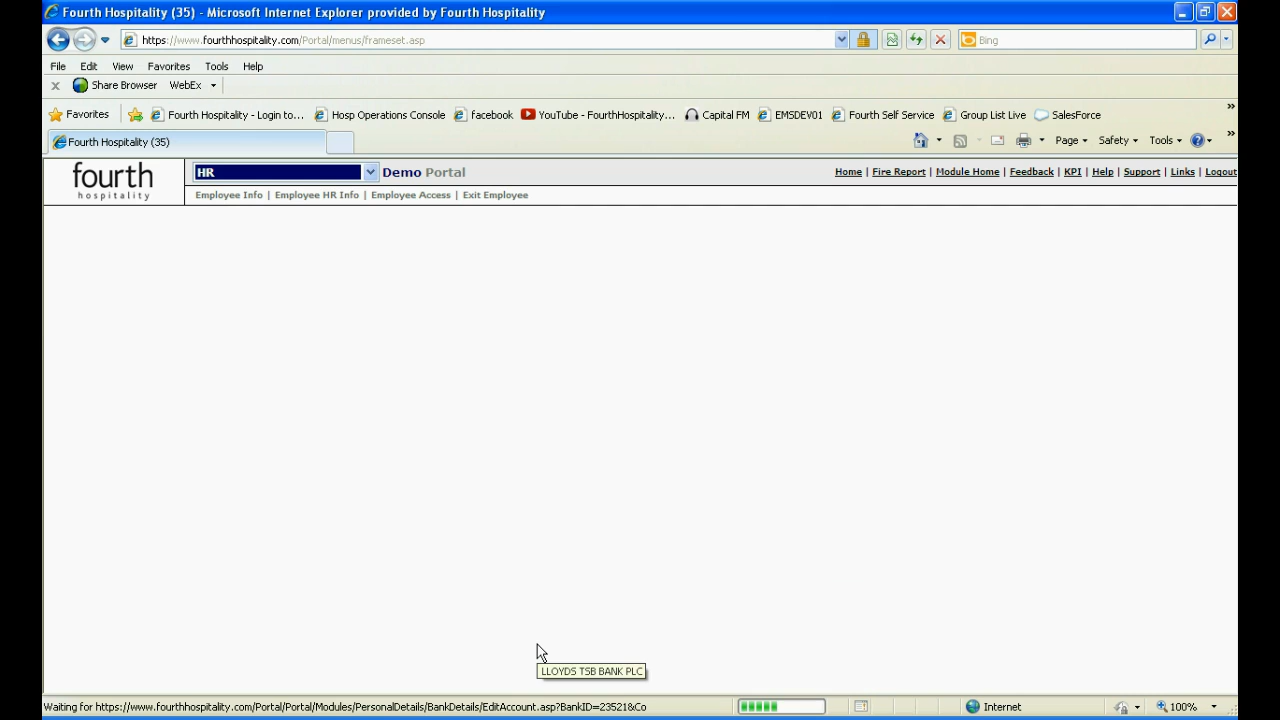 Fourth Hospitality (35) - Microsoft Internet Explorer provided by Fourth Hospitality
https://www.fourthhospitality.com/Portal/menus/frameset.asp
Bing
File Edit View Favorites Tools Help
x Share Browser WebEx
Favorites Fourth Hospitality - Login to... Hosp Operations Console facebook YouTube - FourthHospitality... Capital FM EMSDEV01 Fourth Self Service Group List Live SalesForce »
Fourth Hospitality (35) Page Safety Tools »
fourth
hospitality
HR Demo Portal Home | Fire Report | Module Home | Feedback | KPI | Help | Support | Links | Logout
Employee Info | Employee HR Info | Employee Access | Exit Employee
LLOYDS TSB BANK PLC
Waiting for https://www.fourthhospitality.com/Portal/Portal/Modules/PersonalDetails/BankDetails/EditAccount.asp?BankID=23521&Co Internet 100%